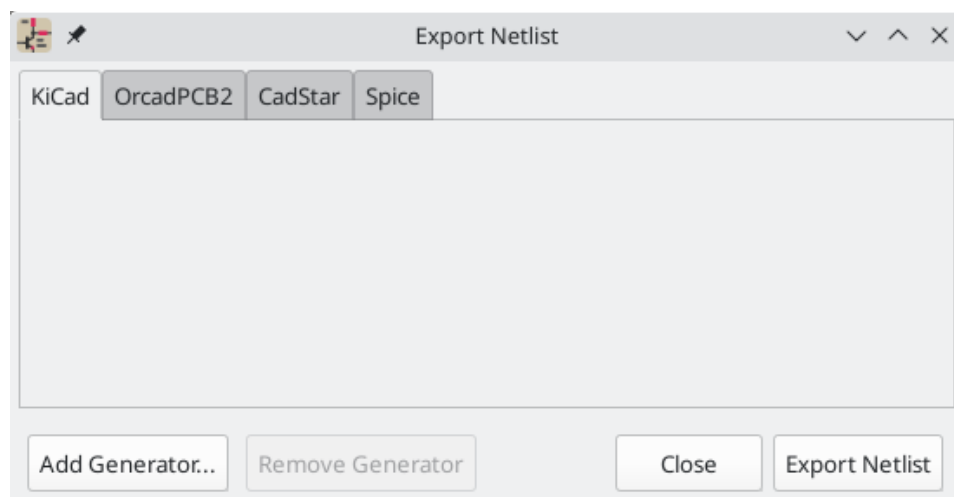 Export Netlist
KiCad OrcadPCB2 CadStar Spice
Add Generator... Remove Generator Close Export Netlist